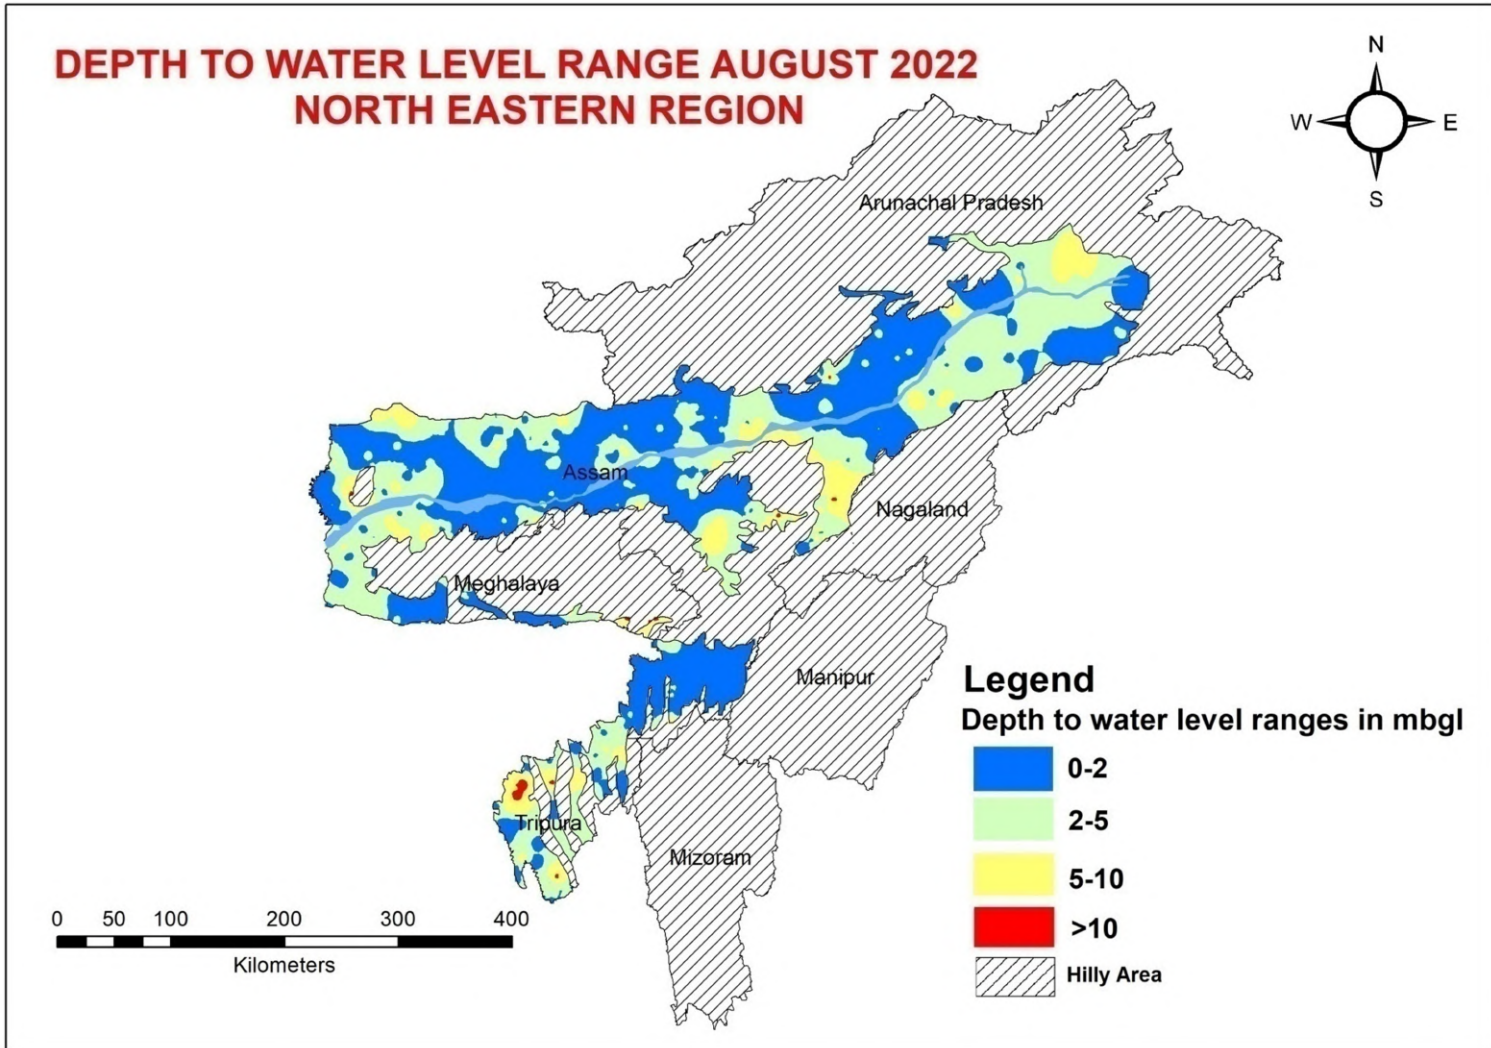 DEPTH TO WATER LEVEL RANGE AUGUST 2022
NORTH EASTERN REGION
N
W
E
S
Arunachal Pradesh
Assam
Nagaland
Meghalaya
Manipur
Tripura
Mizoram
Legend
Depth to water level ranges in mbgl
0-2
2-5
5-10
>10
Hilly Area
0 50 100 200 300 400
Kilometers